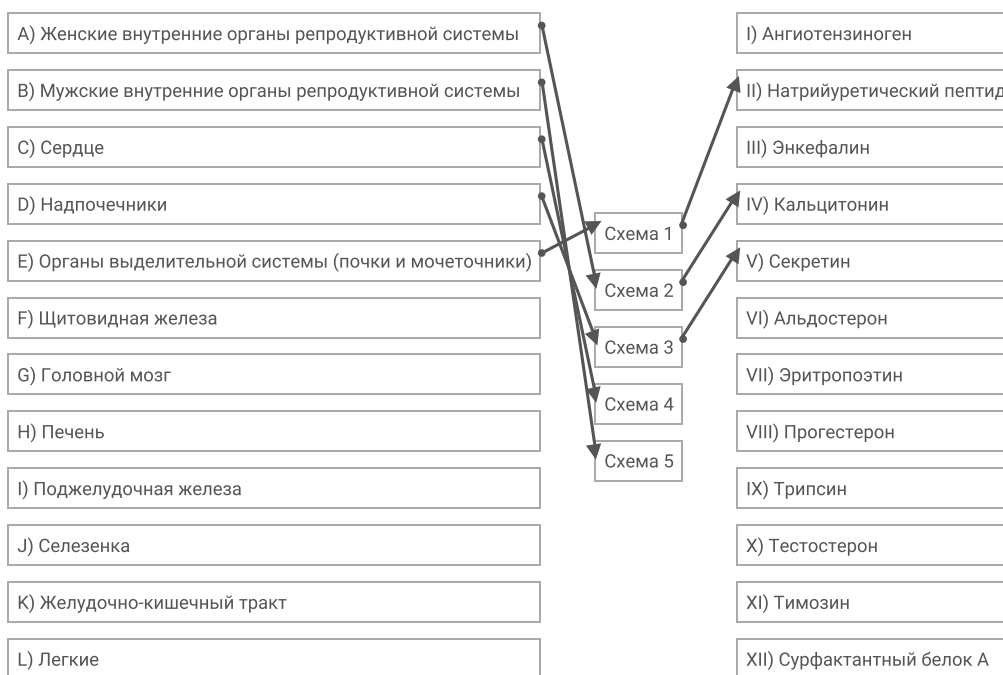 A) Женские внутренние органы репродуктивной системы
B) Мужские внутренние органы репродуктивной системы
C) Сердце
D) Надпочечники
E) Органы выделительной системы (почки и мочеточники)
F) Щитовидная железа
G) Головной мозг
H) Печень
I) Поджелудочная железа
J) Селезенка
K) Желудочно-кишечный тракт
L) Легкие
Схема 1
Схема 2
Схема 3
Схема 4
Схема 5
I) Ангиотензиноген
II) Натрийуретический пептид
III) Энкефалин
IV) Кальцитонин
V) Секретин
VI) Альдостерон
VII) Эритропоэтин
VIII) Прогестерон
IX) Трипсин
X) Тестостерон
XI) Тимозин
XII) Сурфактантный белок А